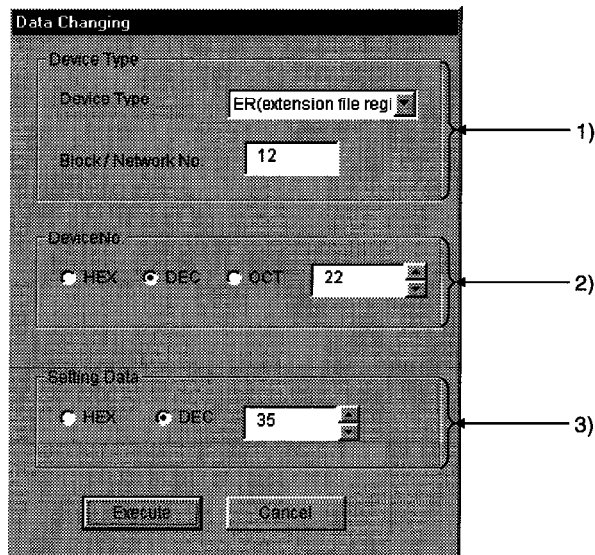 Data Changing
Device Type
Device Type ER(extension file regi
1)
Block / Network No. 12
DeviceNo.
HEX DEC OCT 22
2)
Setting Data
HEX DEC 35
3)
Execute Cancel